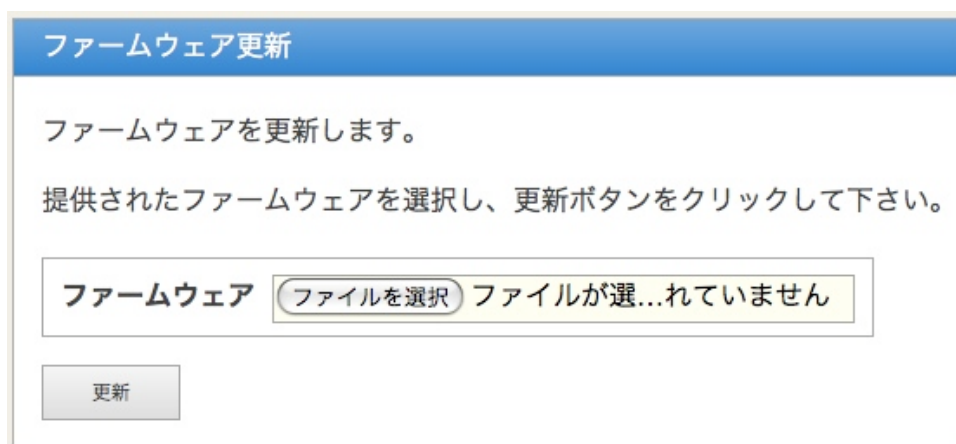 ファームウェア更新
ファームウェアを更新します。
提供されたファームウェアを選択し、更新ボタンをクリックして下さい。
ファームウェア ファイルを選択 ファイルが選...れていません
更新